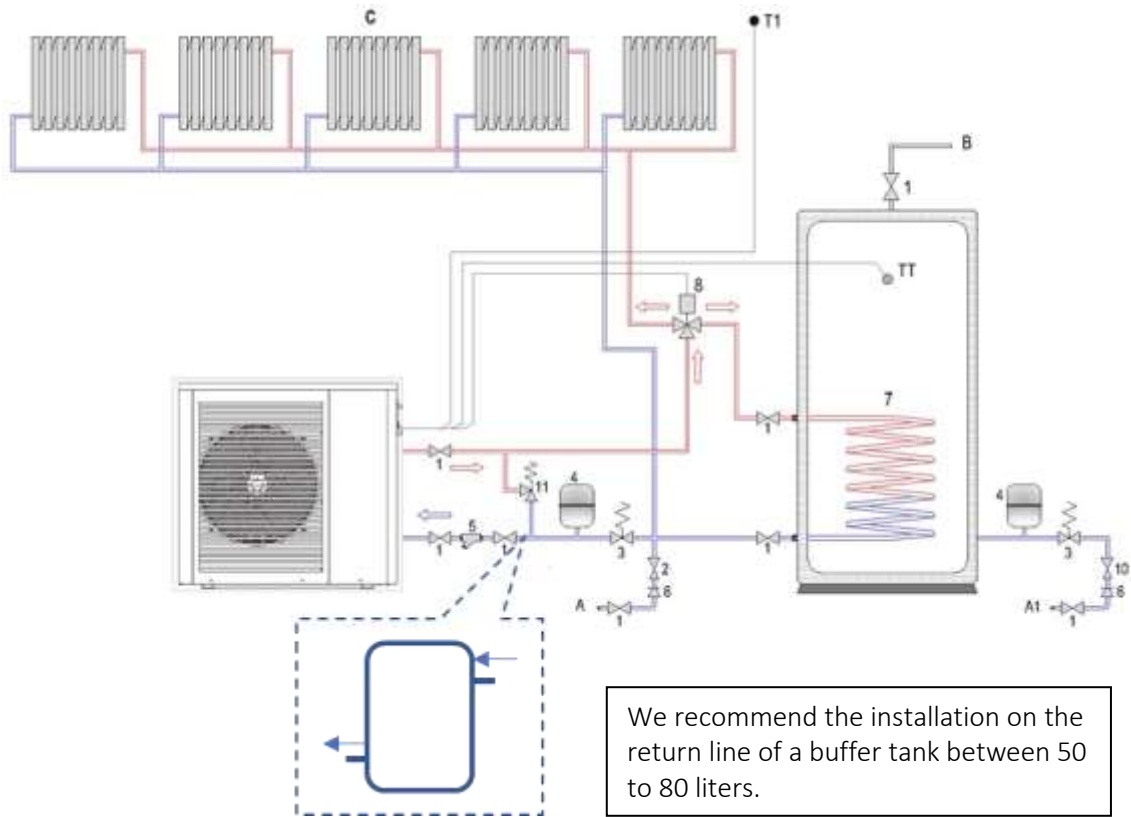 C
T1
B
1
TT
8
7
1
1
11
4
4
5
1
1
3
1
3
2
6
10
6
A
1
A1
1
We recommend the installation on the
return line of a buffer tank between 50
to 80 liters.